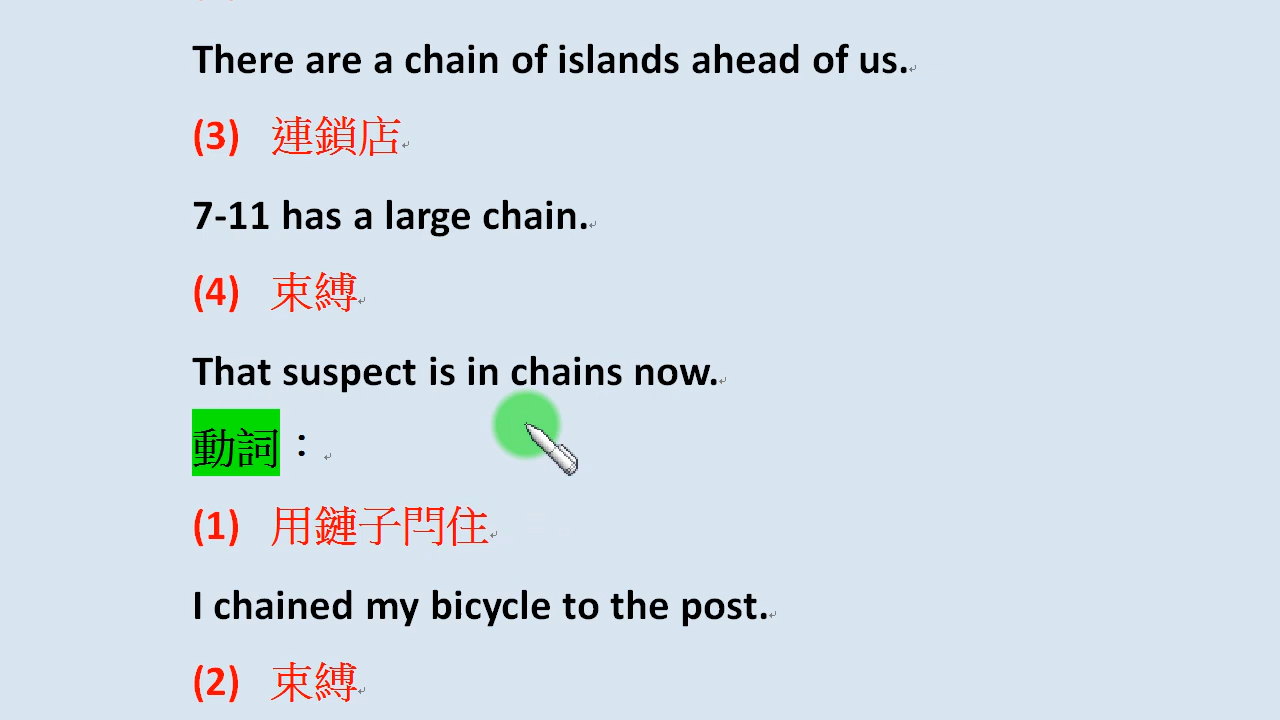 There are a chain of islands ahead of us.
(3) 連鎖店
7-11 has a large chain.
(4) 束縛
That suspect is in chains now.
動詞：
(1) 用鏈子閂住
I chained my bicycle to the post.
(2) 束縛